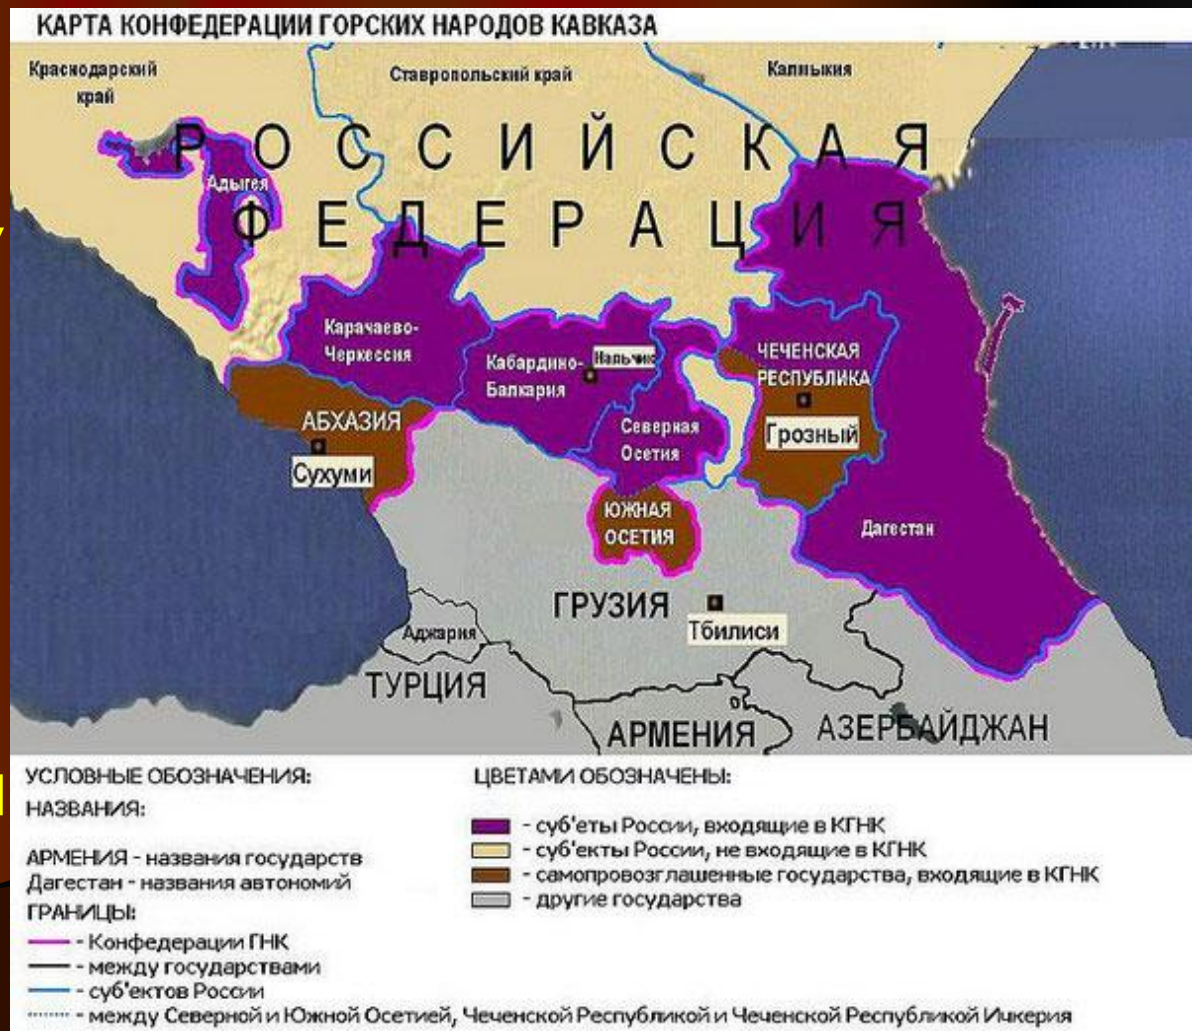 КАРТА КОНФЕДЕРАЦИИ ГОРСКИХ НАРОДОВ КАВКАЗА
Краснодарский
край
Ставропольский край
Калмыкия
РОССИЙСКАЯ
ФЕДЕРАЦИЯ
Адыгея
Карачаево-
Черкессия
Кабардино-
Балкария
Нальчик
Северная
Осетия
ЧЕЧЕНСКАЯ
РЕСПУБЛИКА
Грозный
АБХАЗИЯ
Сухуми
ЮЖНАЯ
ОСЕТИЯ
Дагестан
ГРУЗИЯ
Тбилиси
Аджария
ТУРЦИЯ
АРМЕНИЯ
АЗЕРБАЙДЖАН
УСЛОВНЫЕ ОБОЗНАЧЕНИЯ:
НАЗВАНИЯ:
АРМЕНИЯ - названия государств
Дагестан - названия автономий
ГРАНИЦЫ:
- Конфедерации ГНК
- между государствами
- суб'ектов России
- между Северной и Южной Осетией, Чеченской Республикой и Чеченской Республикой Ичкерия
ЦВЕТАМИ ОБОЗНАЧЕНЫ:
- суб'еты России, входящие в КГНК
- суб'екты России, не входящие в КГНК
- самопровозглашенные государства, входящие в КГНК
- другие государства